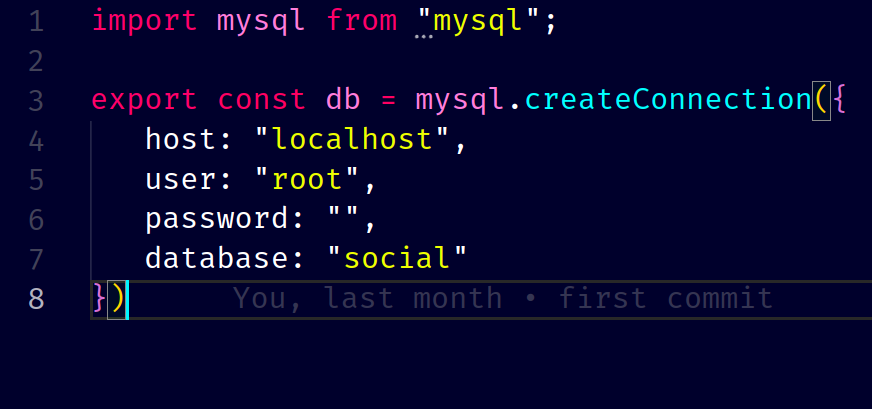 1 import mysql from "mysql";
2
3 export const db = mysql.createConnection({
4 host: "localhost",
5 user: "root",
6 password: "",
7 database: "social"
8 }) You, last month • first commit